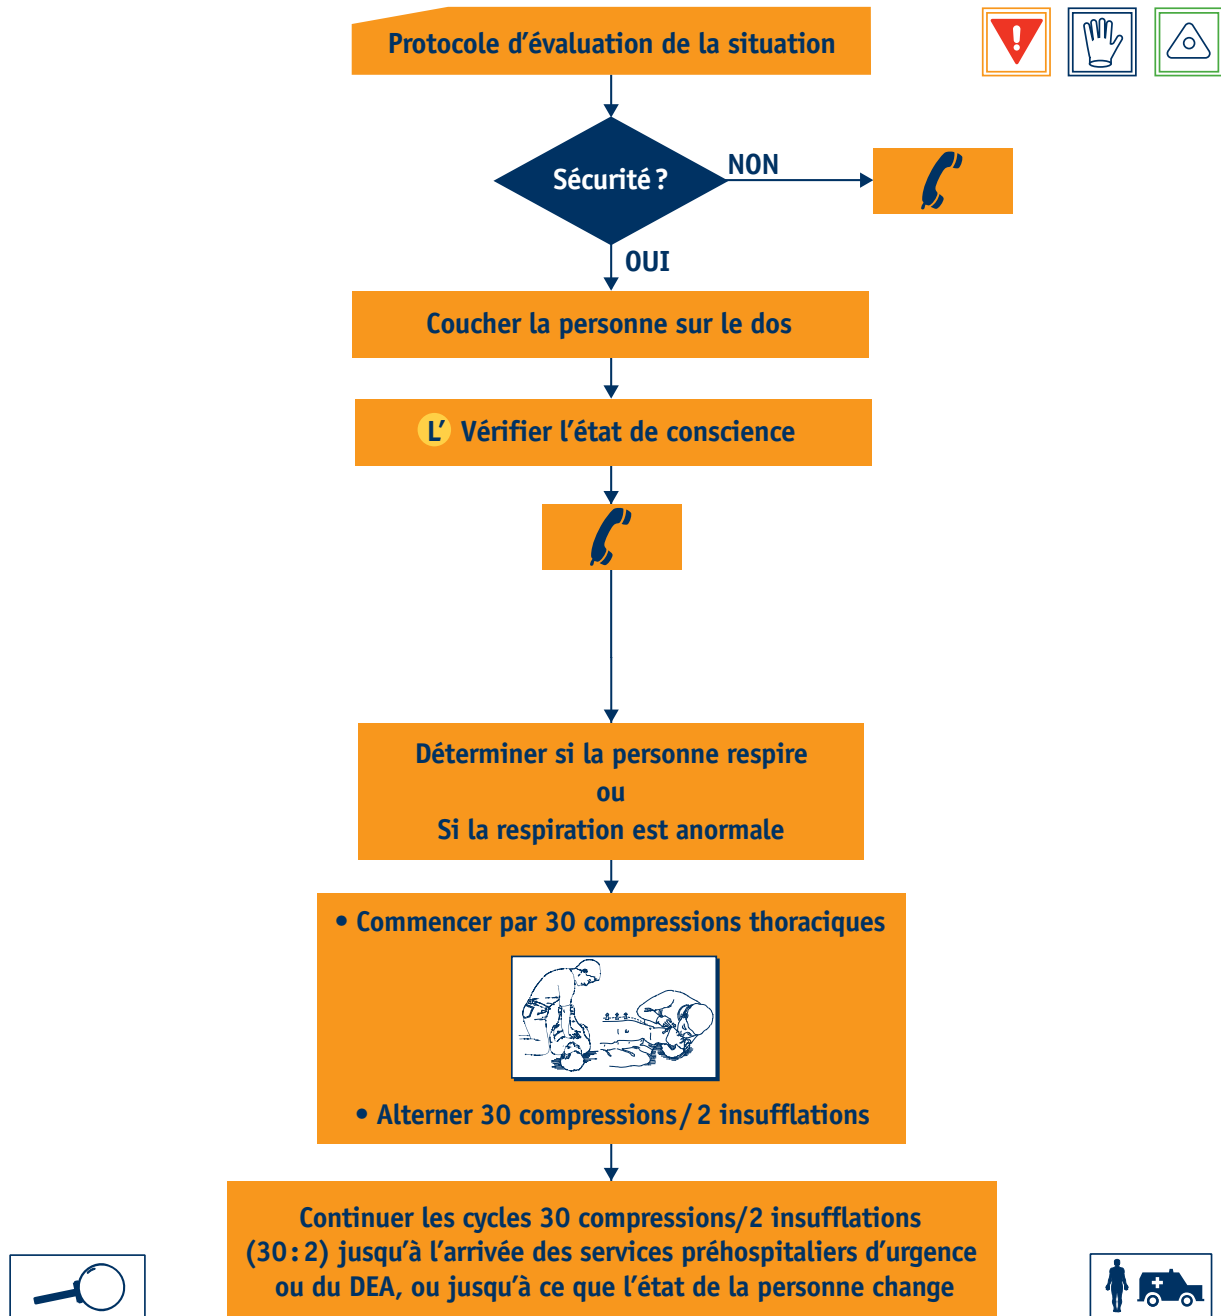 Protocole d’évaluation de la situation
Sécurité ?
NON
OUI
Coucher la personne sur le dos
L’ Vérifier l’état de conscience
Déterminer si la personne respire
ou
Si la respiration est anormale
• Commencer par 30 compressions thoraciques
• Alterner 30 compressions / 2 insufflations
Continuer les cycles 30 compressions/2 insufflations
(30 : 2) jusqu’à l’arrivée des services préhospitaliers d’urgence
ou du DEA, ou jusqu’à ce que l’état de la personne change